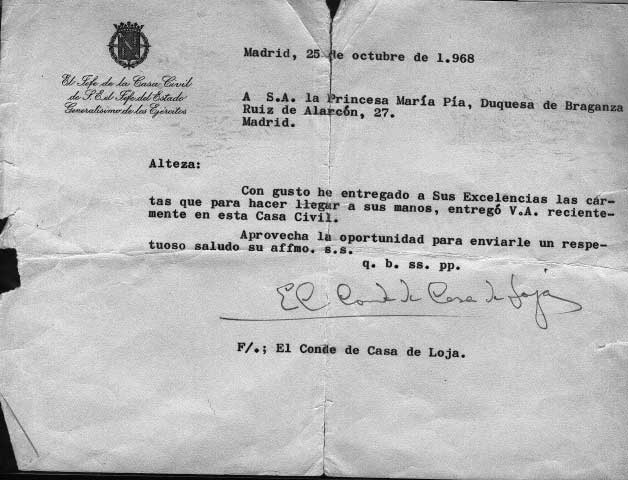 El Jefe de la Casa Civil
de S.E. el Jefe del Estado
Generalísimo de los Ejércitos
Madrid, 25 de octubre de 1.968
A S.A. la Princesa María Pía, Duquesa de Braganza
Ruiz de Alarcón, 27.
Madrid.
Alteza:
Con gusto he entregado a Sus Excelencias las cár-
tas que para hacer llegar a sus manos, entregó V.A. reciente-
mente en esta Casa Civil.
Aprovecha la oportunidad para enviarle un respe-
tuoso saludo su affmo. s.s.
q. b. ss. pp.
El Conde de Casa de Loja
F/.; El Conde de Casa de Loja.